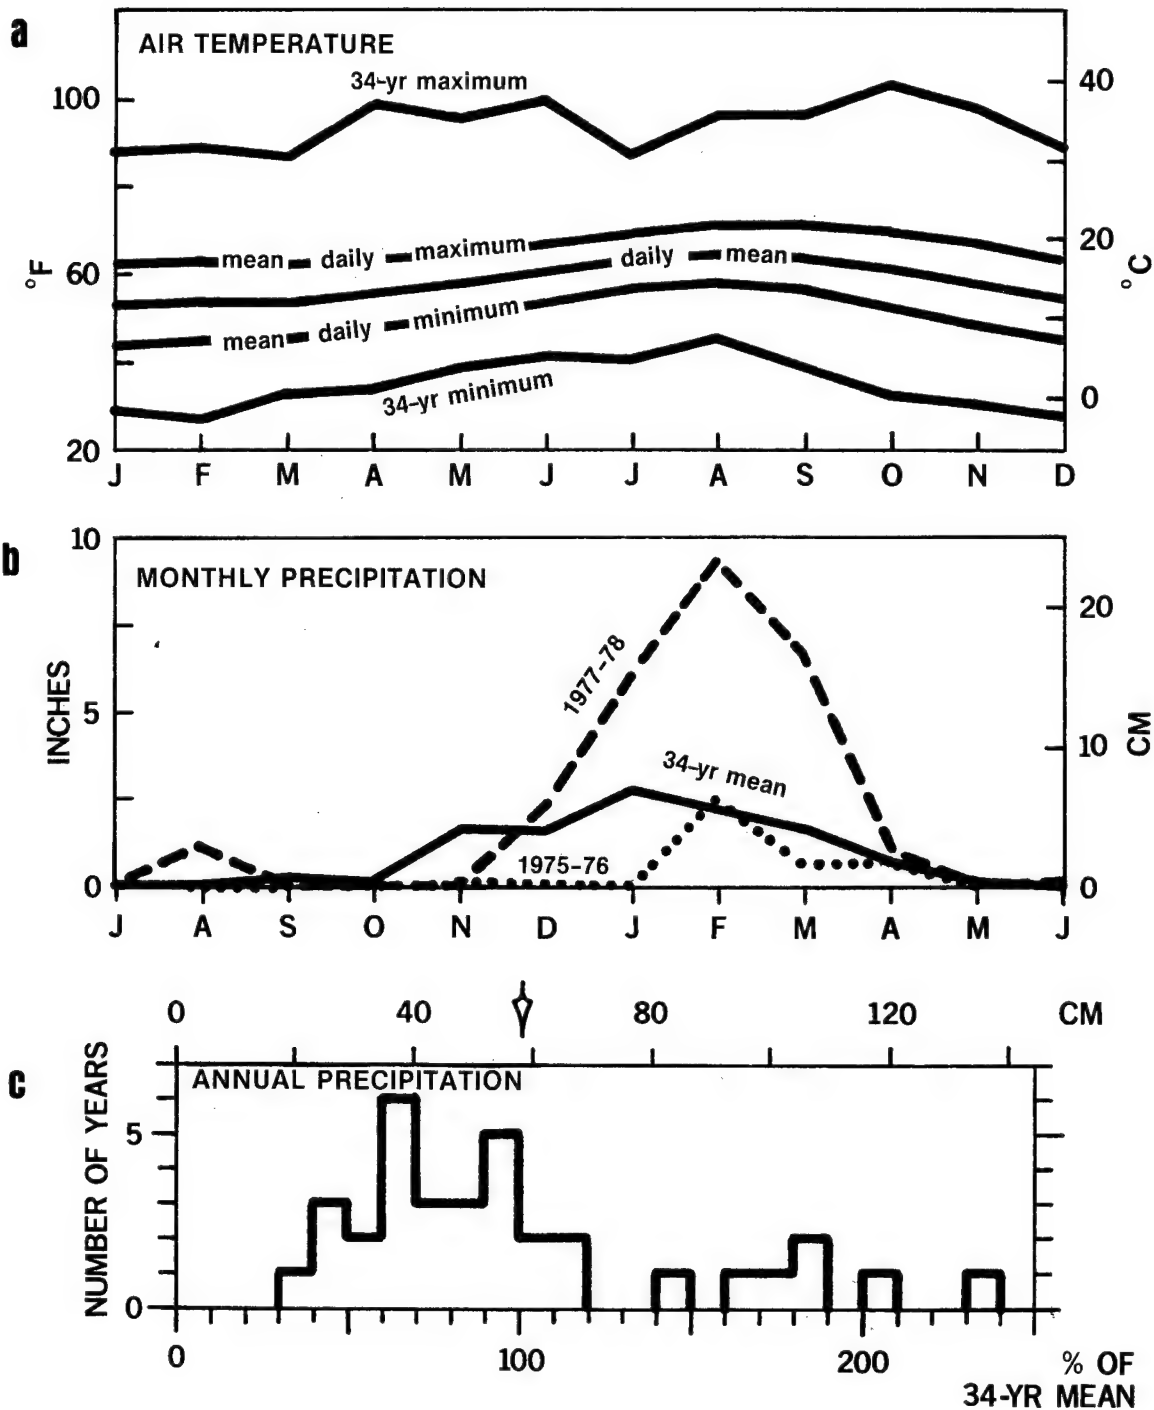 a
AIR TEMPERATURE
34-yr maximum
100
60
20
°F
40
20
0
°C
mean daily maximum
daily mean
mean daily minimum
34-yr minimum
J F M A M J J A S O N D
b
MONTHLY PRECIPITATION
10
5
0
INCHES
20
10
0
CM
1977-78
34-yr mean
1975-76
J A S O N D J F M A M J
0 40 80 120 CM
c
ANNUAL PRECIPITATION
NUMBER OF YEARS
5
0
0 100 200 % OF
34-YR MEAN